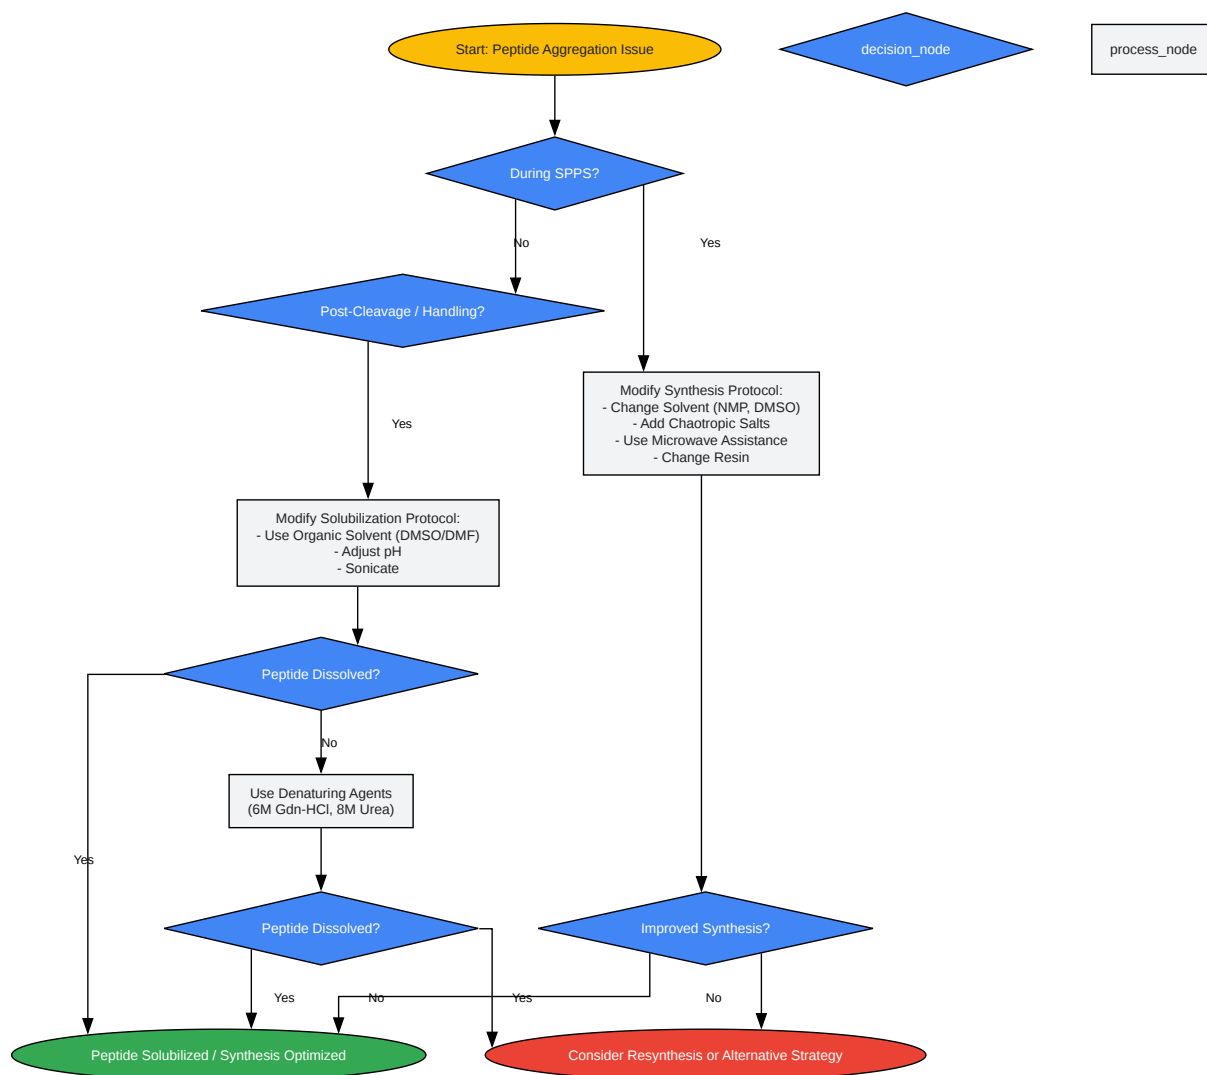 Start: Peptide Aggregation Issue
decision_node
process_node
During SPPS?
No
Yes
Post-Cleavage / Handling?
Modify Synthesis Protocol:
- Change Solvent (NMP, DMSO)
- Add Chaotropic Salts
- Use Microwave Assistance
- Change Resin
Yes
Modify Solubilization Protocol:
- Use Organic Solvent (DMSO/DMF)
- Adjust pH
- Sonicate
Peptide Dissolved?
No
Use Denaturing Agents
(6M Gdn-HCl, 8M Urea)
Yes
Peptide Dissolved?
Improved Synthesis?
Yes
No
Yes
No
Peptide Solubilized / Synthesis Optimized
Consider Resynthesis or Alternative Strategy